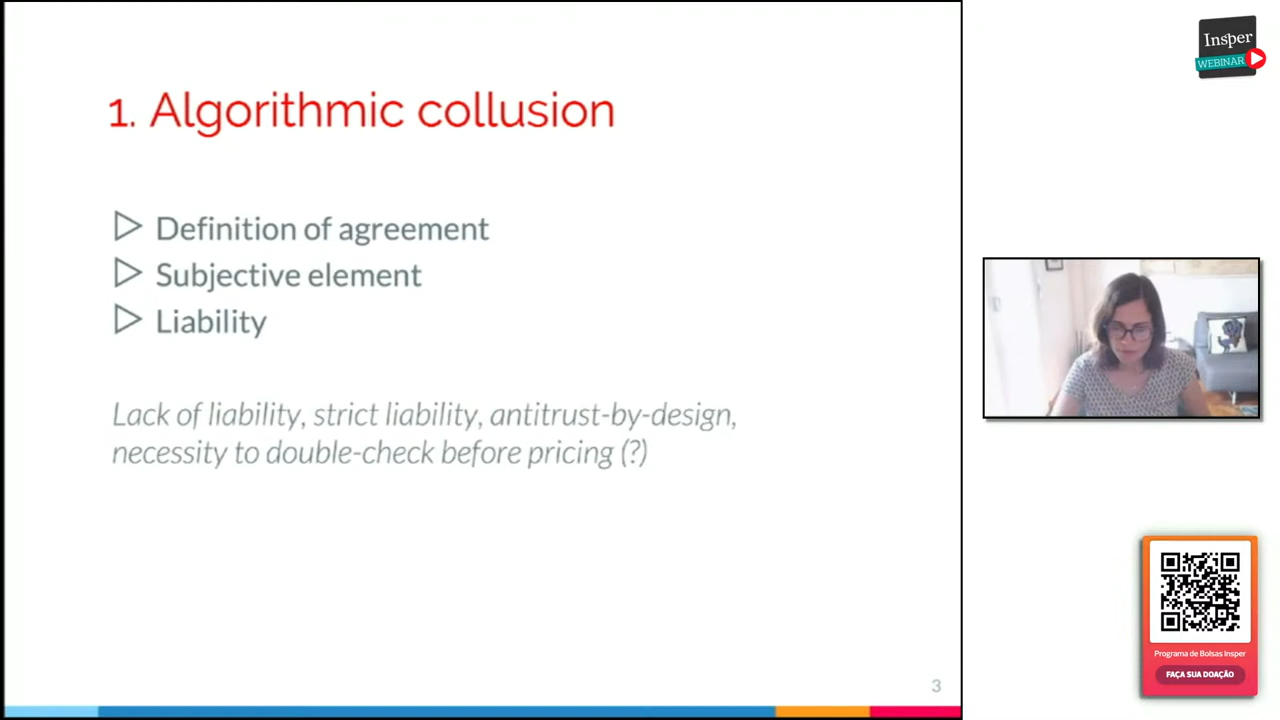 1. Algorithmic collusion
Definition of agreement
Subjective element
Liability
Lack of liability, strict liability, antitrust-by-design,
necessity to double-check before pricing (?)
3
Insper
WEBINAR
Programa de Bolsas Insper
FAÇA SUA DOAÇÃO